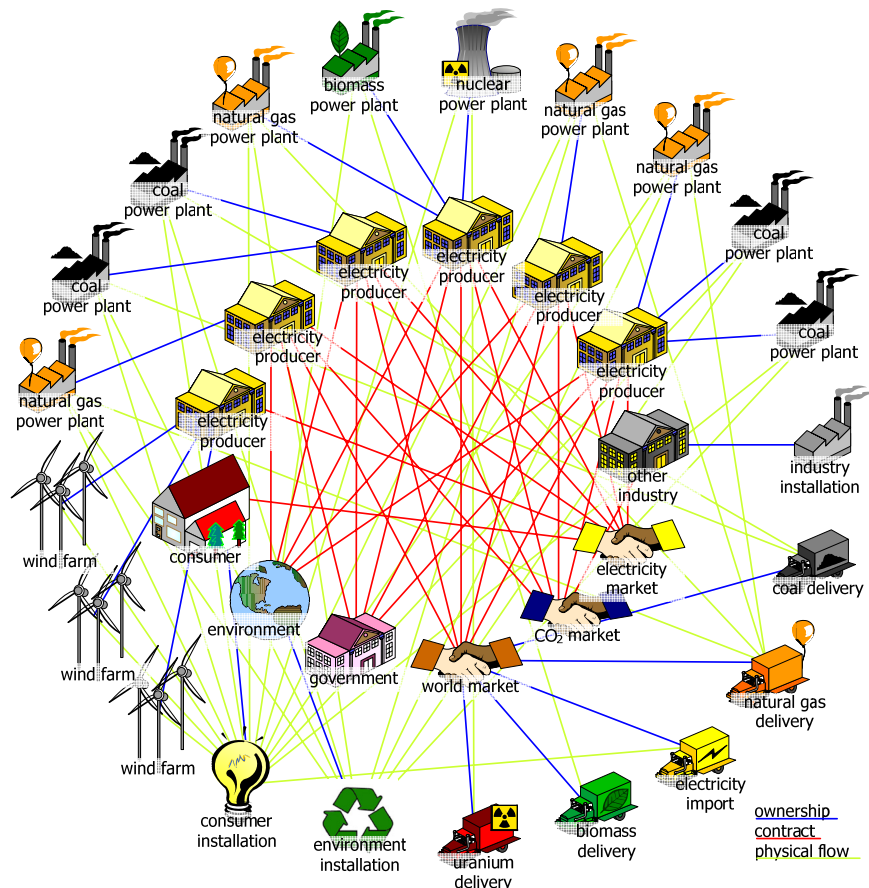 biomass
power plant
nuclear
power plant
natural gas
power plant
natural gas
power plant
natural gas
power plant
coal
power plant
coal
power plant
coal
power plant
coal
power plant
natural gas
power plant
electricity
producer
electricity
producer
electricity
producer
electricity
producer
electricity
producer
electricity
producer
other
industry
industry
installation
wind farm
consumer
electricity
market
coal delivery
environment
CO2 market
wind farm
government
world market
natural gas
delivery
wind farm
electricity
import
consumer
installation
environment
installation
uranium
delivery
biomass
delivery
ownership
contract
physical flow